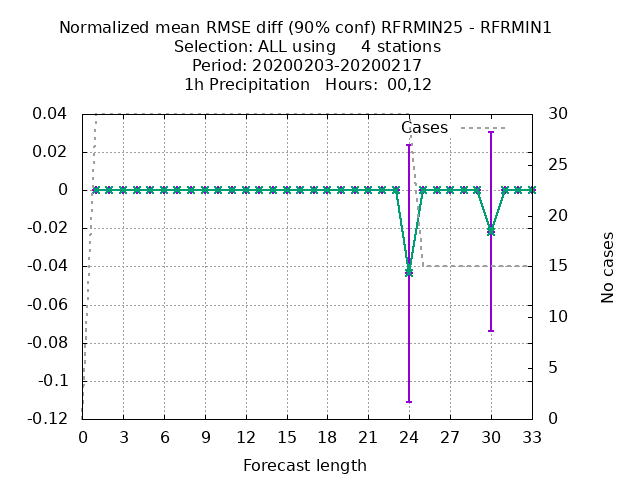 Normalized mean RMSE diff (90% conf) RFRMIN25 - RFRMIN1
Selection: ALL using     4 stations
Period: 20200203-20200217
1h Precipitation   Hours:  00,12
Cases
0.04
0.02
0
-0.02
-0.04
-0.06
-0.08
-0.1
-0.12
30
25
20
15
10
5
0
No cases
0 3 6 9 12 15 18 21 24 27 30 33
Forecast length